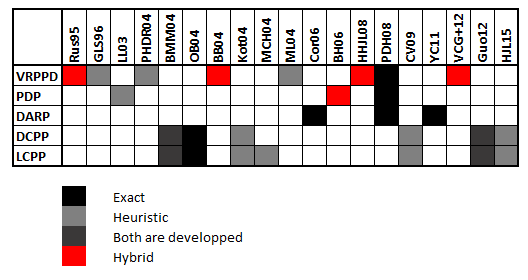 Rus95 GLS96 LL03 PHDR04 BMM04 OB04 BB04 Kot04 MCH04 ML04 Cor06 BH06 HHJL08 PDH08 CV09 YC11 VCG+12 Guo12 HJL15
VRPPD
PDP
DARP
DCPP
LCPP
Exact
Heuristic
Both are developped
Hybrid